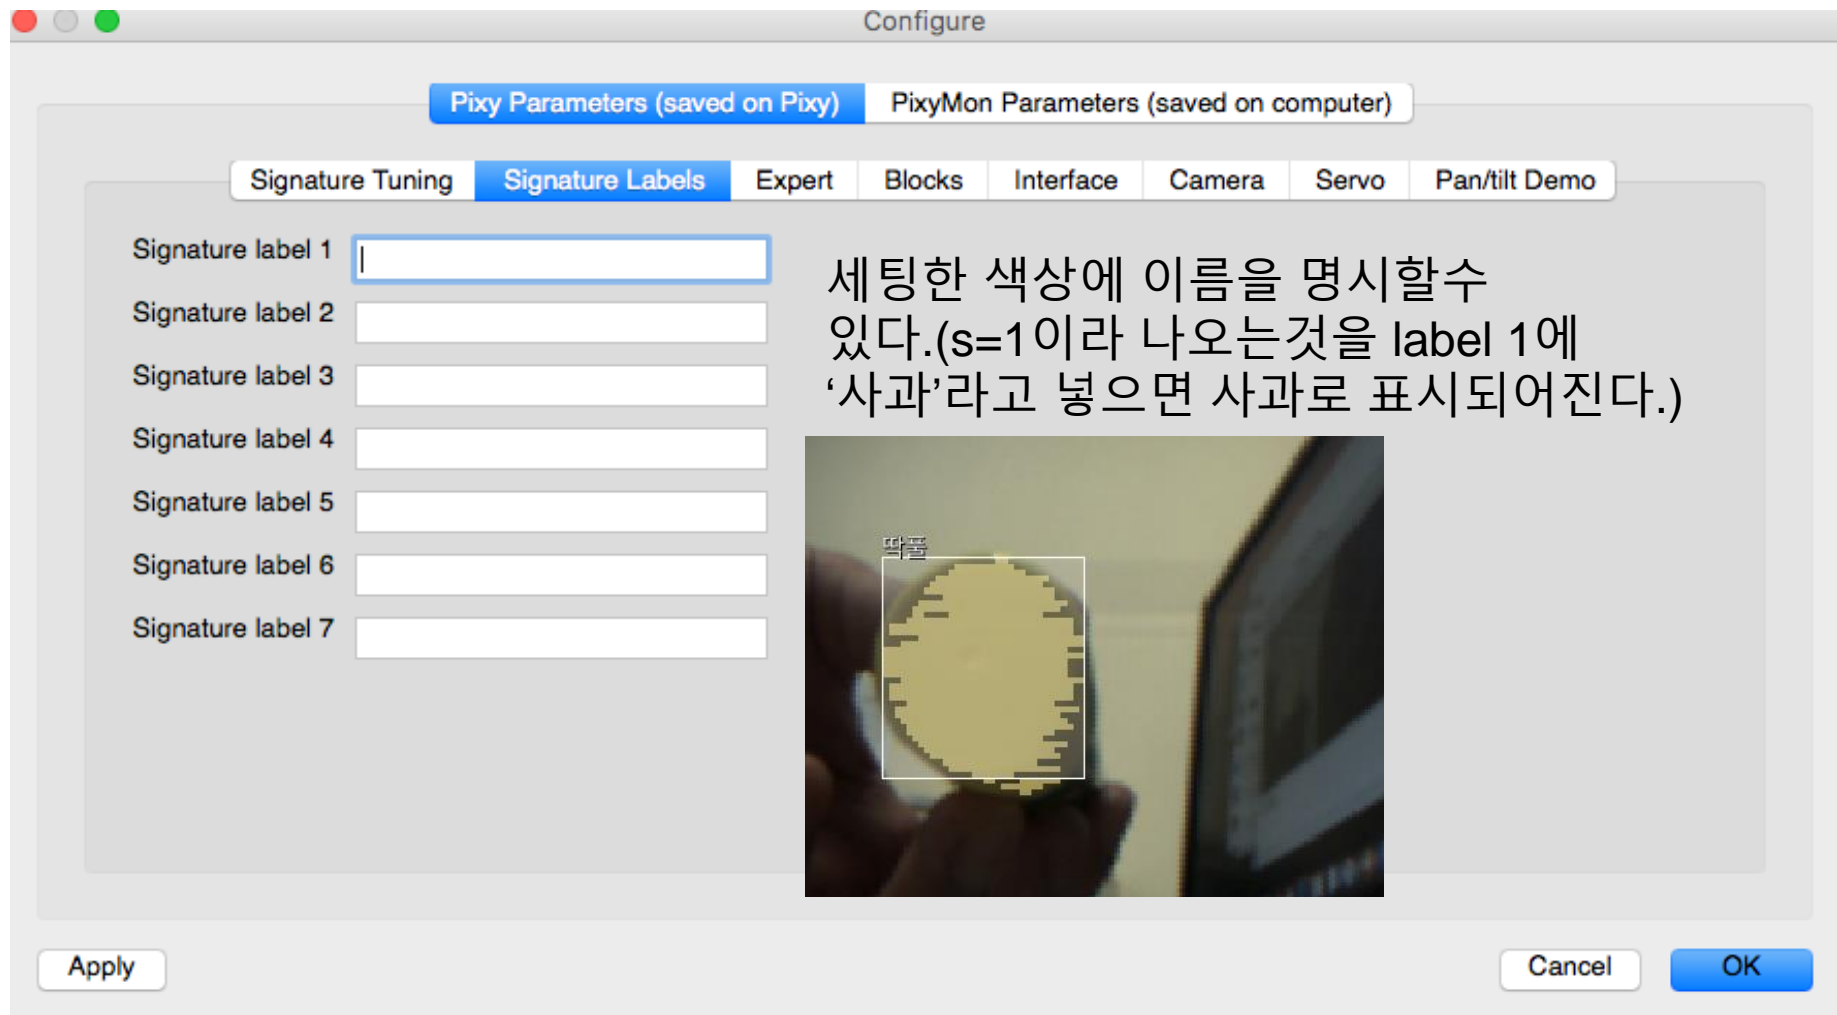 Configure
Pixy Parameters (saved on Pixy) PixyMon Parameters (saved on computer)
Signature Tuning Signature Labels Expert Blocks Interface Camera Servo Pan/tilt Demo
Signature label 1
Signature label 2
Signature label 3
Signature label 4
Signature label 5
Signature label 6
Signature label 7
세팅한 색상에 이름을 명시할수
있다.(s=1이라 나오는것을 label 1에
‘사과’라고 넣으면 사과로 표시되어진다.)
딱풀
Apply Cancel OK